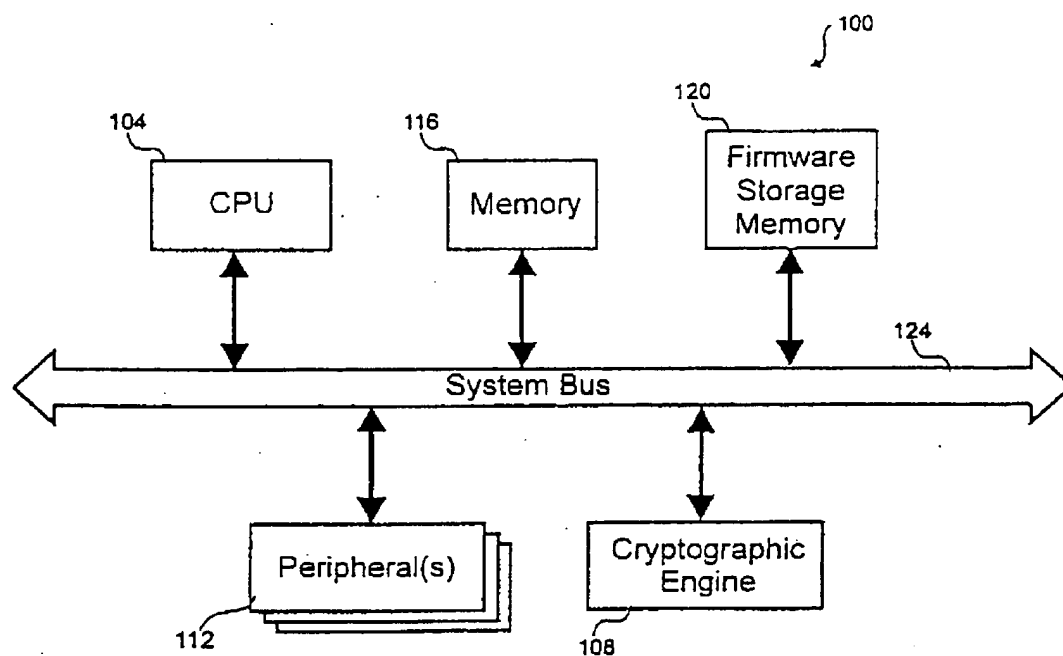 100
120
104
116
Firmware
Storage
Memory
CPU
Memory
124
System Bus
Peripheral(s)
Cryptographic
Engine
112
108